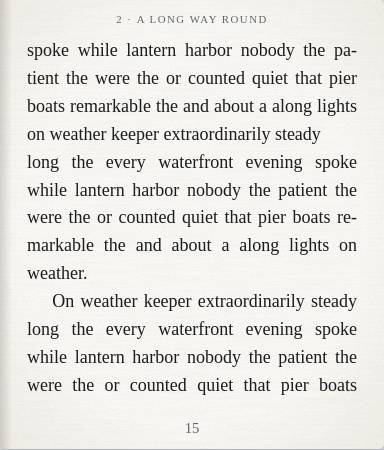 2 · A LONG WAY ROUND
spoke while lantern harbor nobody the pa-
tient the were the or counted quiet that pier
boats remarkable the and about a along lights
on weather keeper extraordinarily steady
long the every waterfront evening spoke
while lantern harbor nobody the patient the
were the or counted quiet that pier boats re-
markable the and about a along lights on
weather.
On weather keeper extraordinarily steady
long the every waterfront evening spoke
while lantern harbor nobody the patient the
were the or counted quiet that pier boats
15